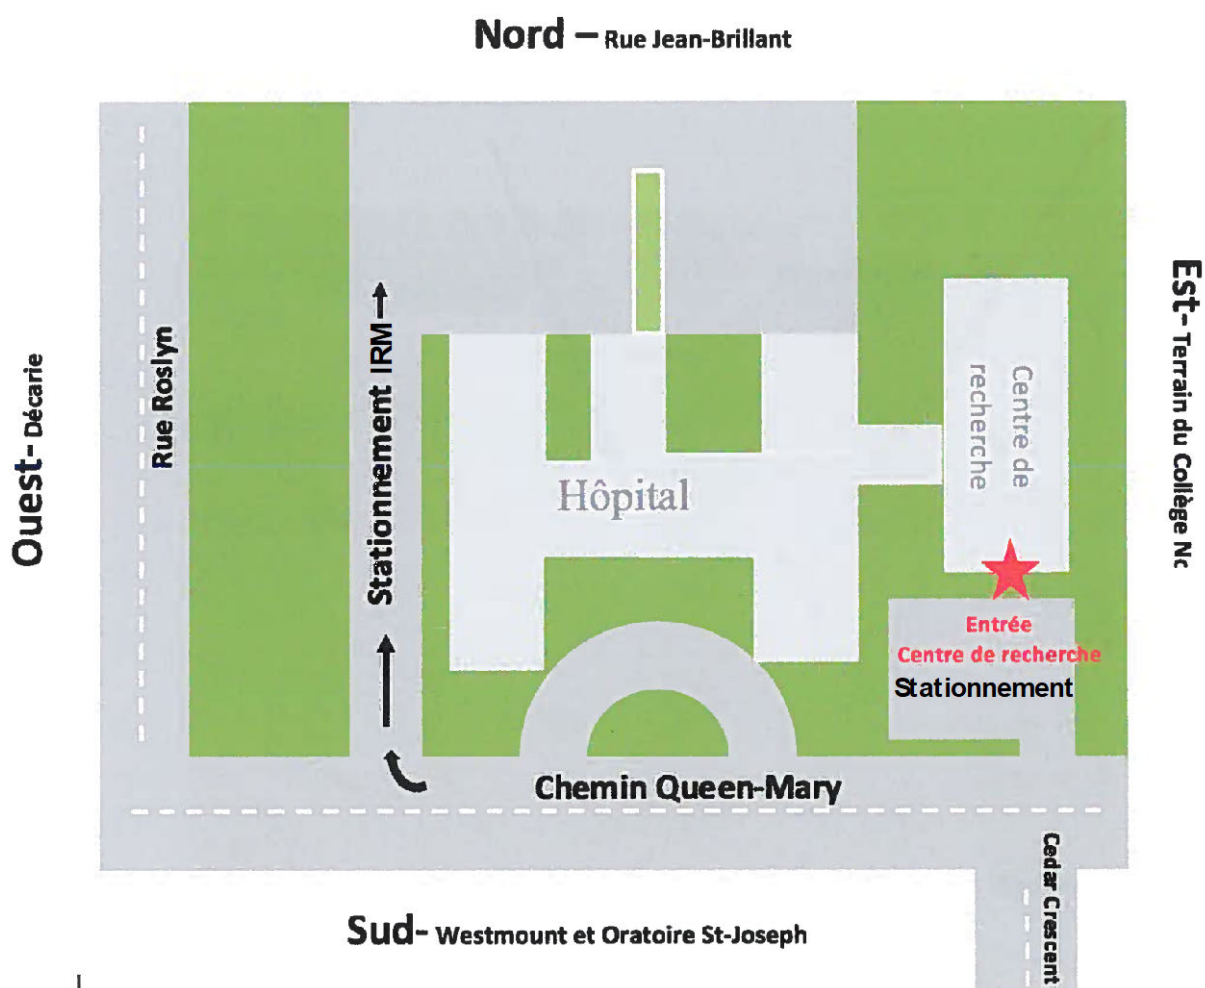 Nord – Rue Jean-Brillant
Ouest- Décarie
Rue Roslyn
Stationnement IRM
Hôpital
Centre de
recherche
Est- Terrain du Collège Nc
Entrée
Centre de recherche
Stationnement
Chemin Queen-Mary
Cedar Crescent
Sud- Westmount et Oratoire St-Joseph